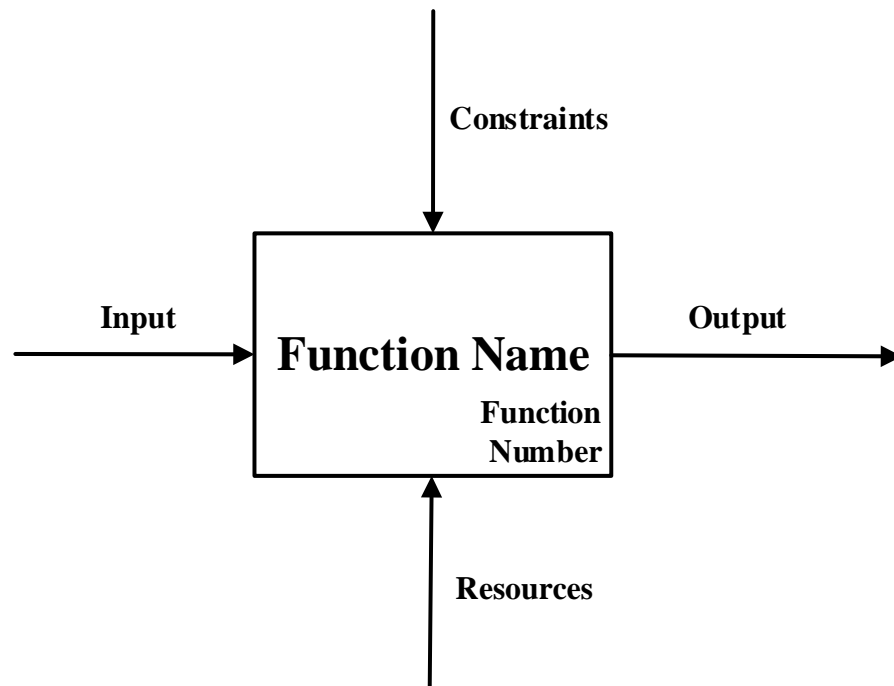 Constraints
Input
Output
Function Name
Function
Number
Resources